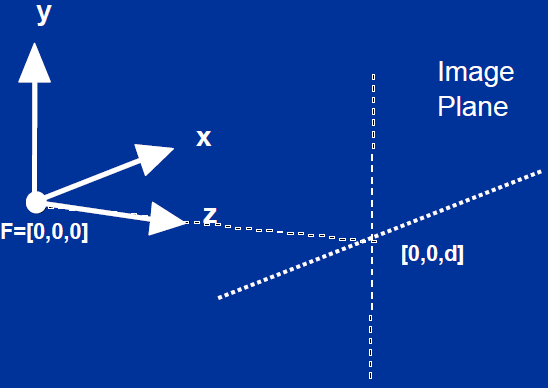 y
Image
Plane
x
z
F=[0,0,0]
[0,0,d]